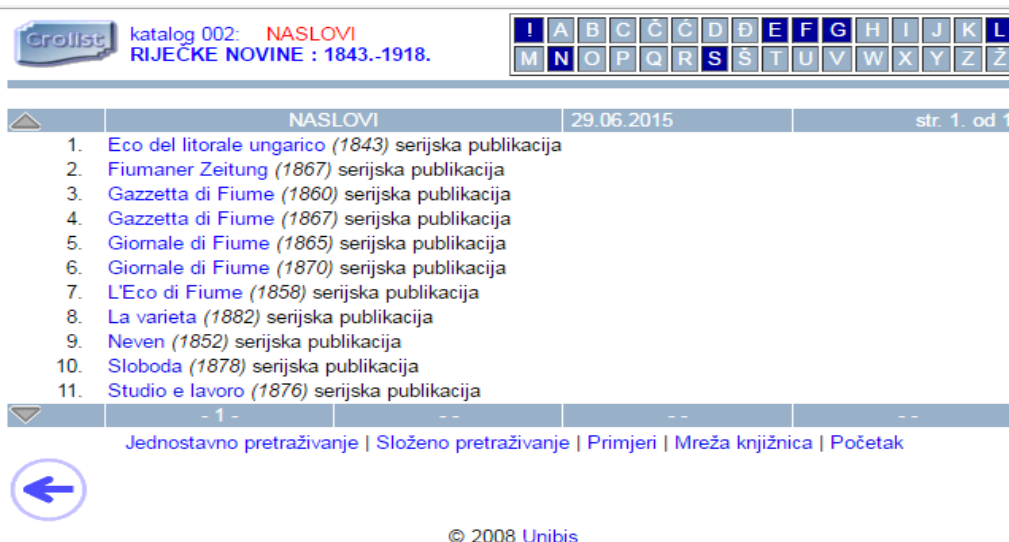 Crolist
katalog 002: NASLOVI
RIJEČKE NOVINE : 1843.-1918.
! A B C Č Ć D Đ E F G H I J K L
M N O P Q R S Š T U V W X Y Z Ž
NASLOVI 29.06.2015 str. 1. od 1
1. Eco del litorale ungarico (1843) serijska publikacija
2. Fiumaner Zeitung (1867) serijska publikacija
3. Gazzetta di Fiume (1860) serijska publikacija
4. Gazzetta di Fiume (1867) serijska publikacija
5. Giornale di Fiume (1865) serijska publikacija
6. Giornale di Fiume (1870) serijska publikacija
7. L'Eco di Fiume (1858) serijska publikacija
8. La varieta (1882) serijska publikacija
9. Neven (1852) serijska publikacija
10. Sloboda (1878) serijska publikacija
11. Studio e lavoro (1876) serijska publikacija
- 1 - - - - - - -
Jednostavno pretraživanje | Složeno pretraživanje | Primjeri | Mreža knjižnica | Početak
© 2008 Unibis